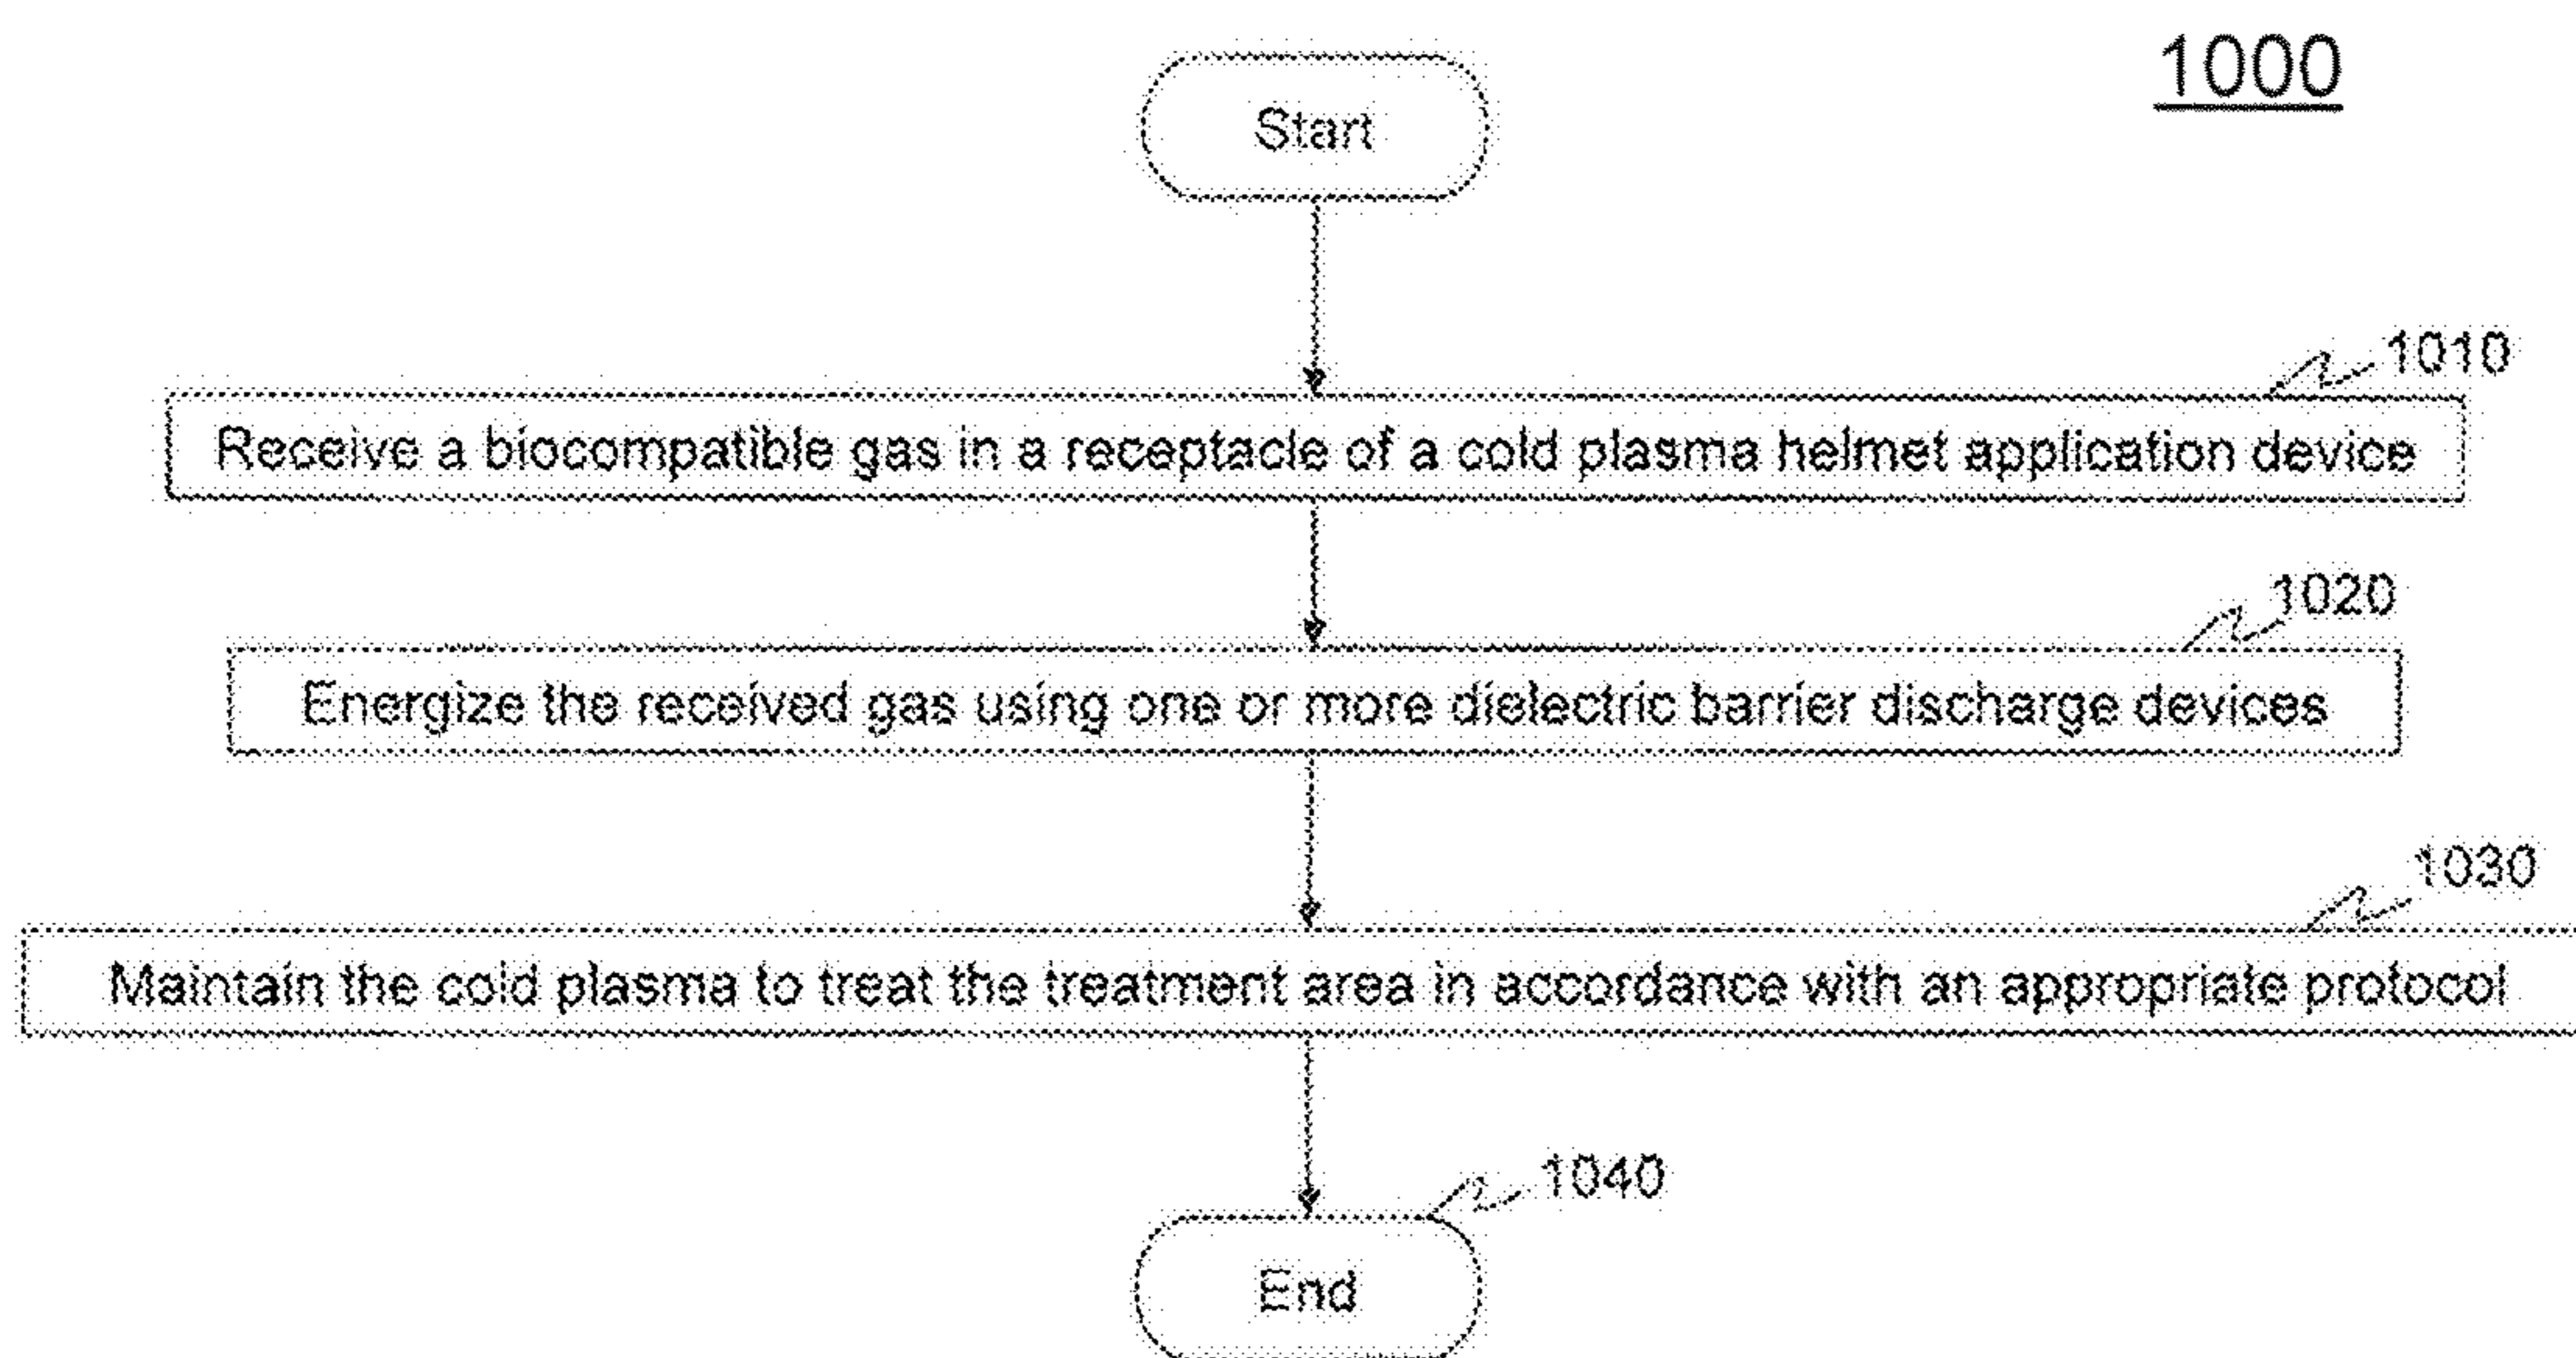 1000
Start
1010
Receive a biocompatible gas in a receptacle of a cold plasma helmet application device
1020
Energize the received gas using one or more dielectric barrier discharge devices
1030
Maintain the cold plasma to treat the treatment area in accordance with an appropriate protocol
1040
End